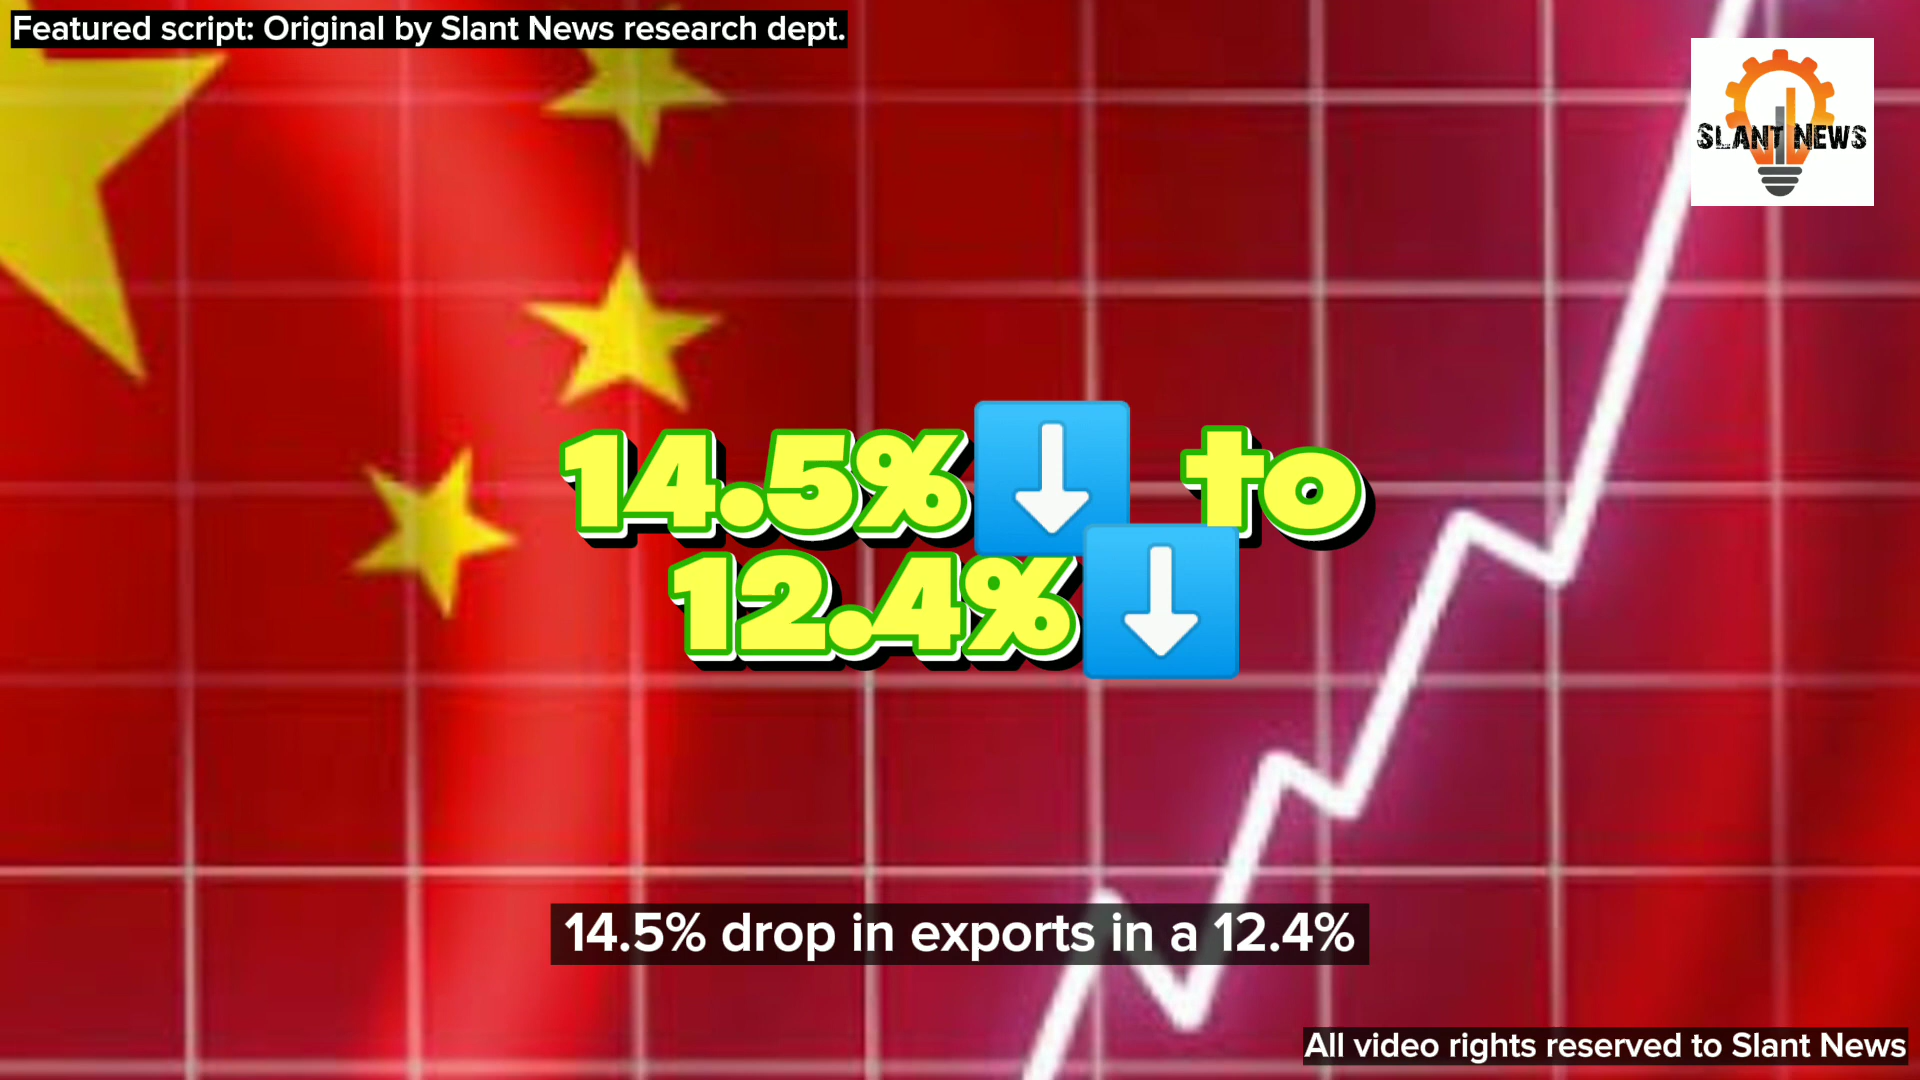 Featured script: Original by Slant News research dept.
SLANT NEWS
14.5%⬇️ to
12.4%⬇️
14.5% drop in exports in a 12.4%
All video rights reserved to Slant News